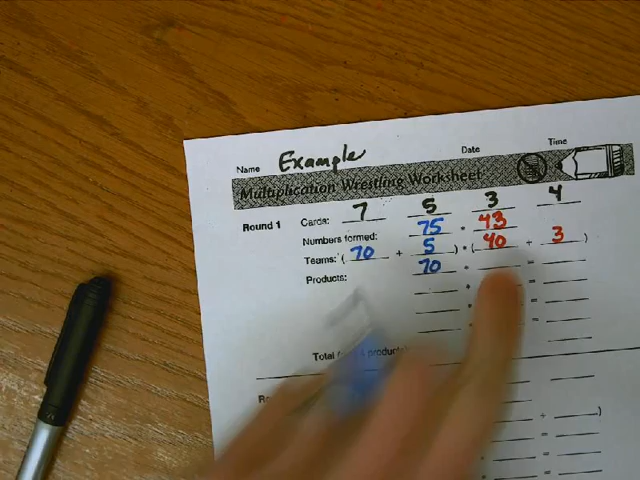 Name Example Date Time
Multiplication Wrestling Worksheet
Round 1 Cards: 7 5 3 4
Numbers formed: 75 * 43
Teams: (70 + 5) * (40 + 3)
Products: 70 * =
* =
* =
=
Total
+ )
=
=
=